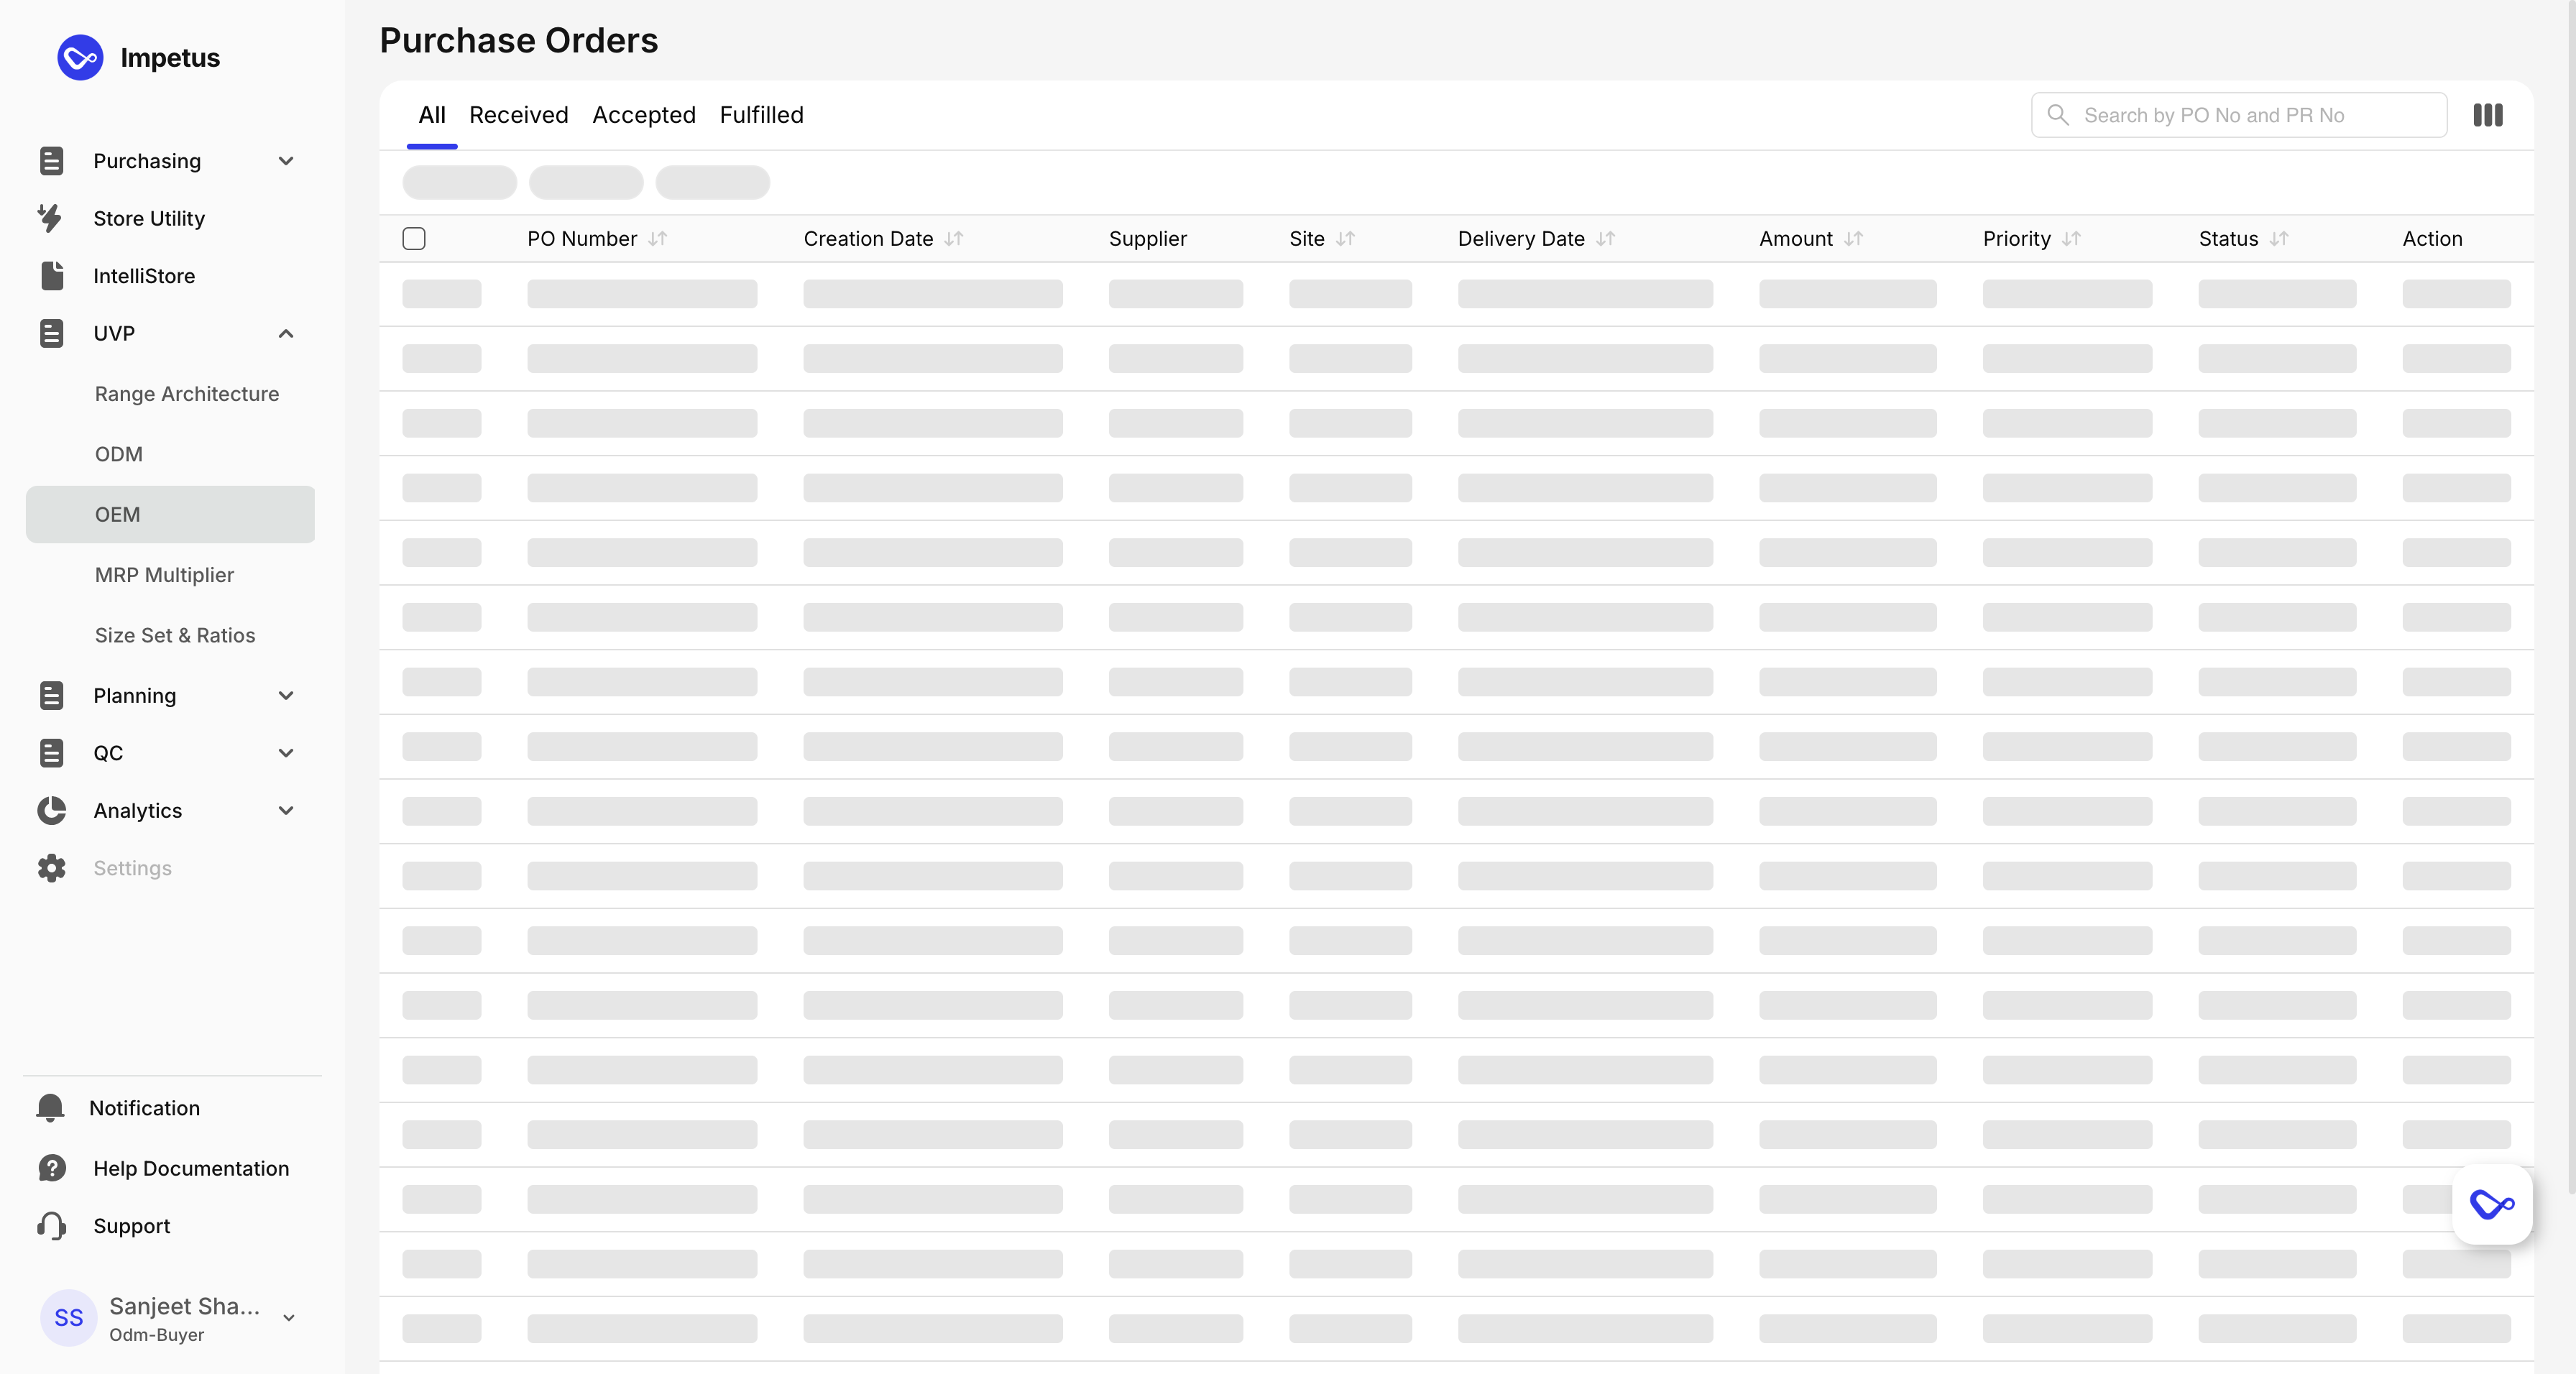 Impetus
Purchasing
Store Utility
IntelliStore
UVP
Range Architecture
ODM
OEM
MRP Multiplier
Size Set & Ratios
Planning
QC
Analytics
Settings
Notification
Help Documentation
Support
SS
Sanjeet Sha...
Odm-Buyer
Purchase Orders
All Received Accepted Fulfilled
Search by PO No and PR No
PO Number Creation Date Supplier Site Delivery Date Amount Priority Status Action